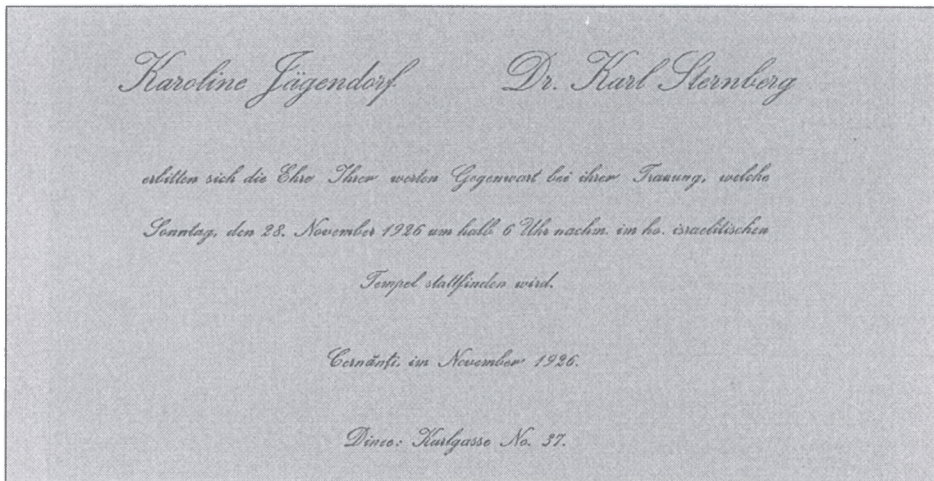 Karoline Jägendorf Dr. Karl Sternberg
erbitten sich die Ehre Ihrer werten Gegenwart bei ihrer Trauung, welche
Sonntag, den 28. November 1926 um halb 6 Uhr nachm. im ho. israelitischen
Tempel stattfinden wird.
Cernăuți, im November 1926.
Diner: Karlgasse No. 37.